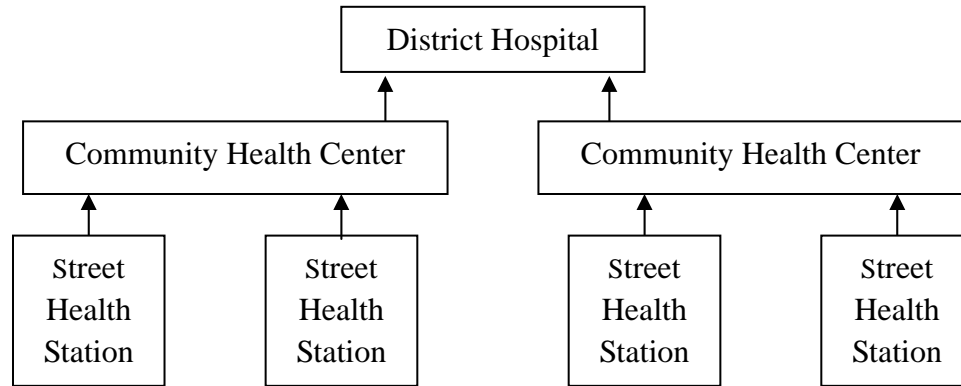 District Hospital
Community Health Center
Community Health Center
Street
Health
Station
Street
Health
Station
Street
Health
Station
Street
Health
Station